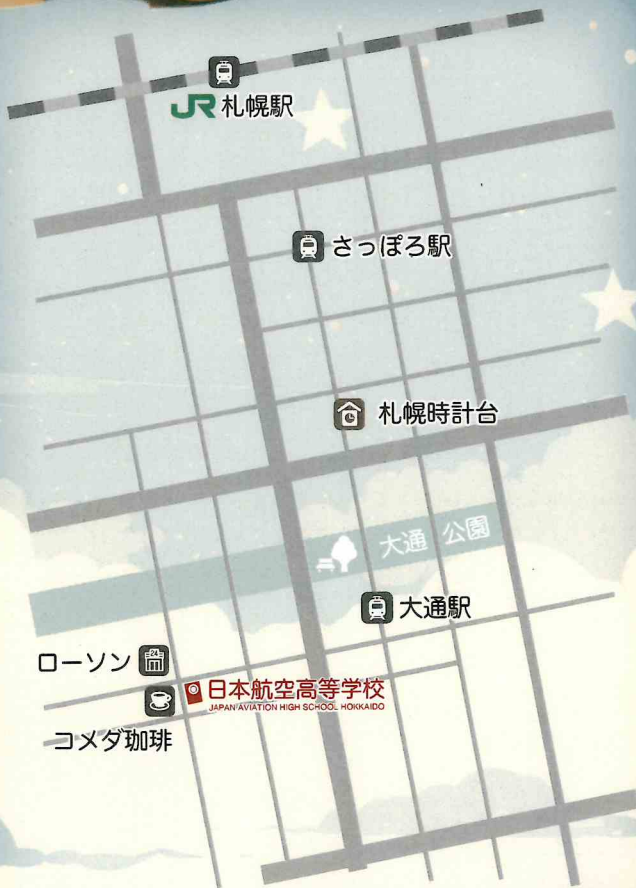 JR 札幌駅
さっぽろ駅
札幌時計台
大通 公園
大通駅
ローソン
24
日本航空高等学校
JAPAN AVIATION HIGH SCHOOL HOKKAIDO
コメダ珈琲